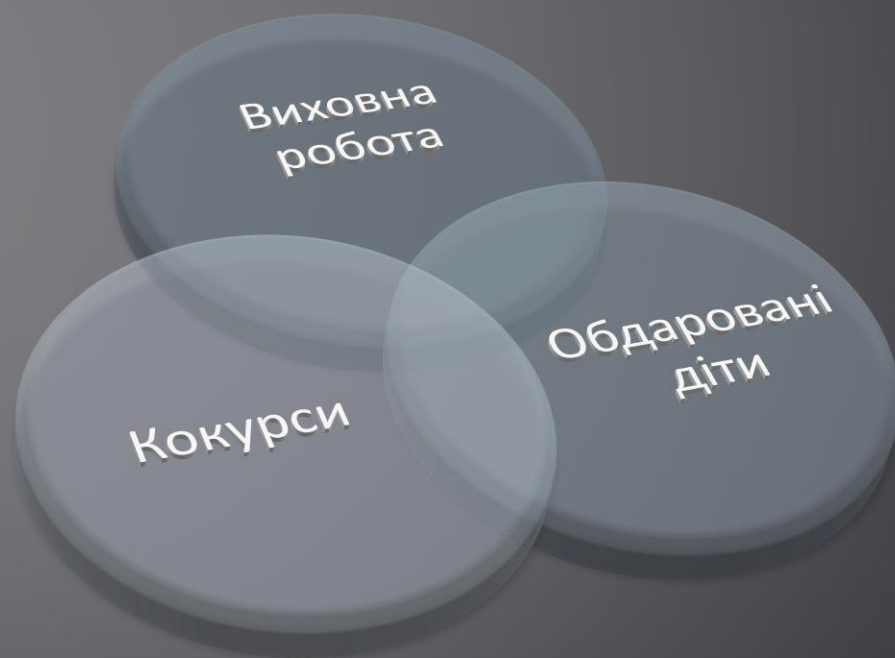 Виховна
робота
Обдаровані
діти
Кокурси